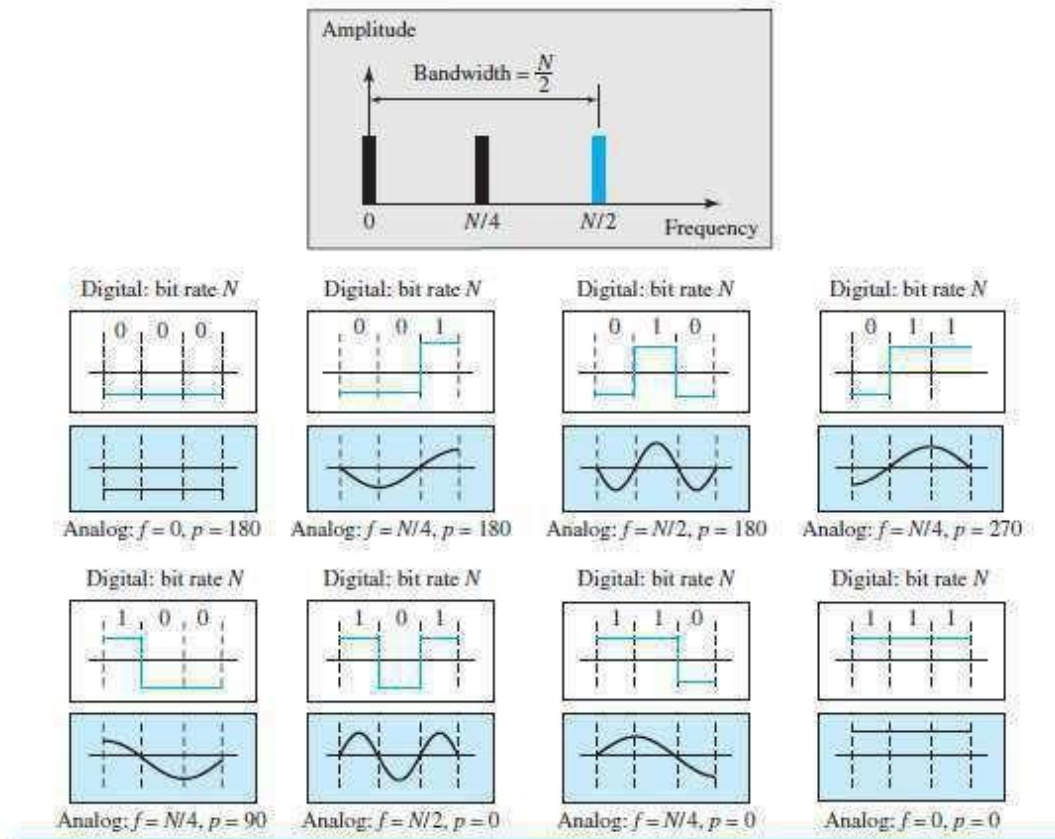 Amplitude
Bandwidth = N/2
0 N/4 N/2 Frequency
Digital: bit rate N Digital: bit rate N Digital: bit rate N Digital: bit rate N
0 0 0 0 0 1 0 1 0 0 1 1
Analog: f = 0, p = 180 Analog: f = N/4, p = 180 Analog: f = N/2, p = 180 Analog: f = N/4, p = 270
Digital: bit rate N Digital: bit rate N Digital: bit rate N Digital: bit rate N
1 0 0 1 0 1 1 1 0 1 1 1
Analog: f = N/4, p = 90 Analog: f = N/2, p = 0 Analog: f = N/4, p = 0 Analog: f = 0, p = 0